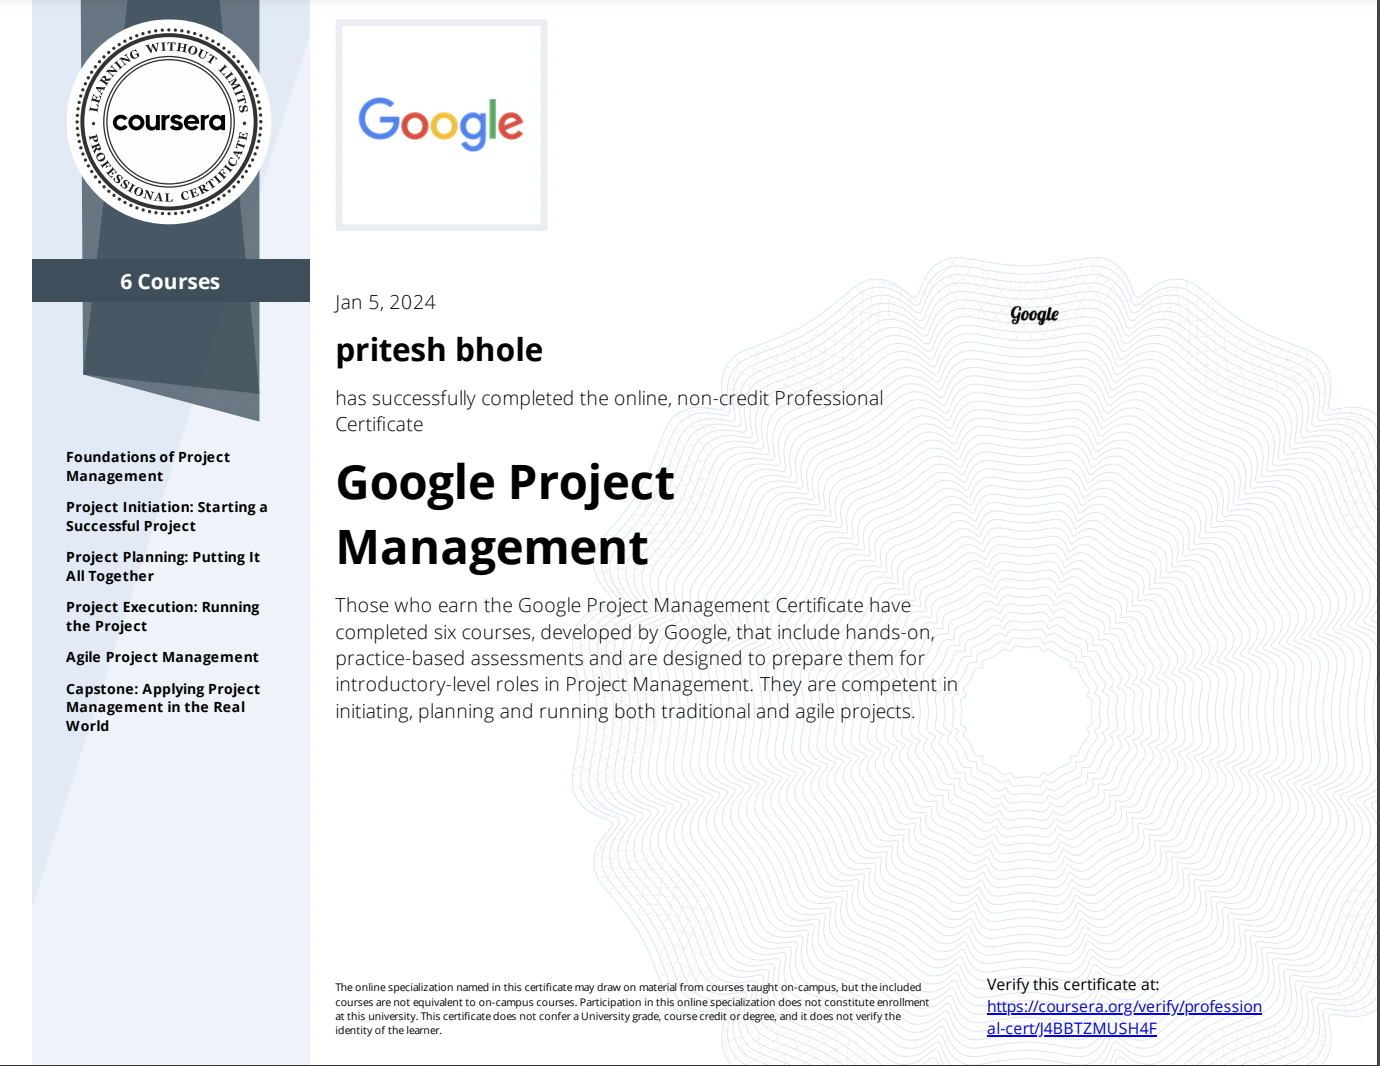 LEARNING WITHOUT LIMITS
coursera
PROFESSIONAL CERTIFICATE
6 Courses
Foundations of Project
Management
Project Initiation: Starting a
Successful Project
Project Planning: Putting It
All Together
Project Execution: Running
the Project
Agile Project Management
Capstone: Applying Project
Management in the Real
World
Google
Jan 5, 2024
pritesh bhole
has successfully completed the online, non-credit Professional
Certificate
Google Project
Management
Those who earn the Google Project Management Certificate have
completed six courses, developed by Google, that include hands-on,
practice-based assessments and are designed to prepare them for
introductory-level roles in Project Management. They are competent in
initiating, planning and running both traditional and agile projects.
Google
The online specialization named in this certificate may draw on material from courses taught on-campus, but the included
courses are not equivalent to on-campus courses. Participation in this online specialization does not constitute enrollment
at this university. This certificate does not confer a University grade, course credit or degree, and it does not verify the
identity of the learner.
Verify this certificate at:
https://coursera.org/verify/profession
al-cert/J4BBTZMUSH4F